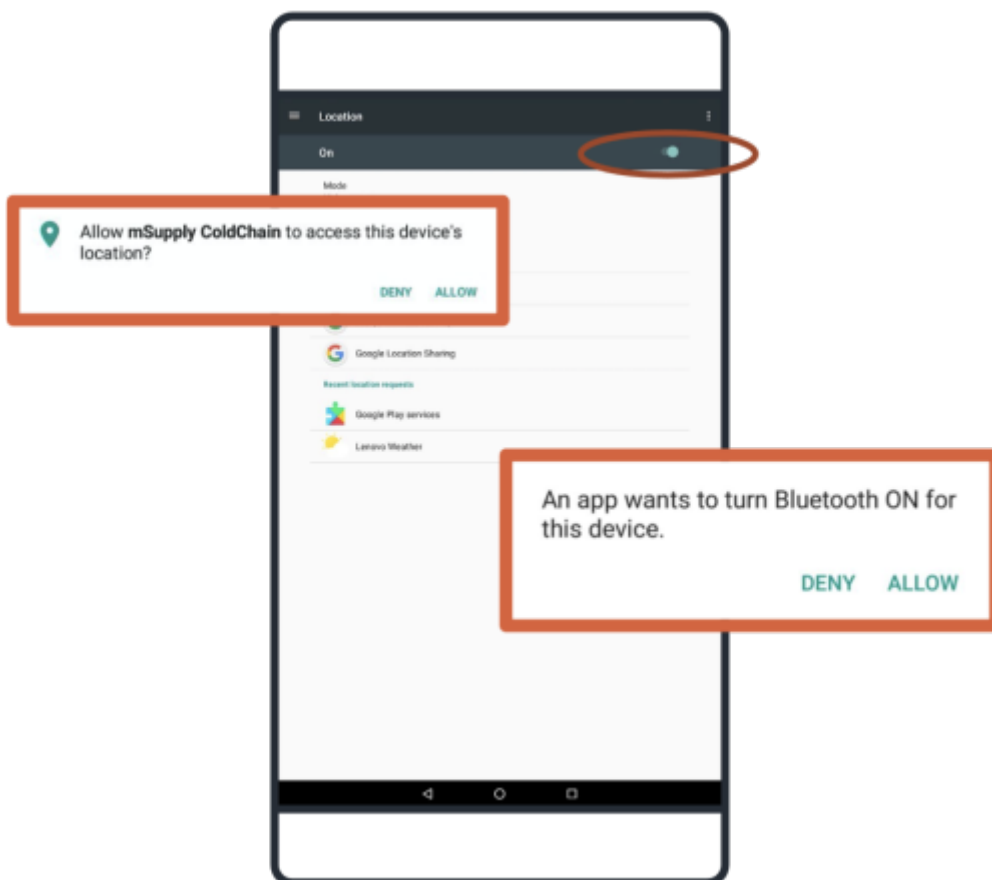 Location
On
Mode
Allow mSupply ColdChain to access this device's
location?
DENY ALLOW
Google Location Sharing
Recent location requests
Google Play services
Lenovo Weather
An app wants to turn Bluetooth ON for
this device.
DENY ALLOW